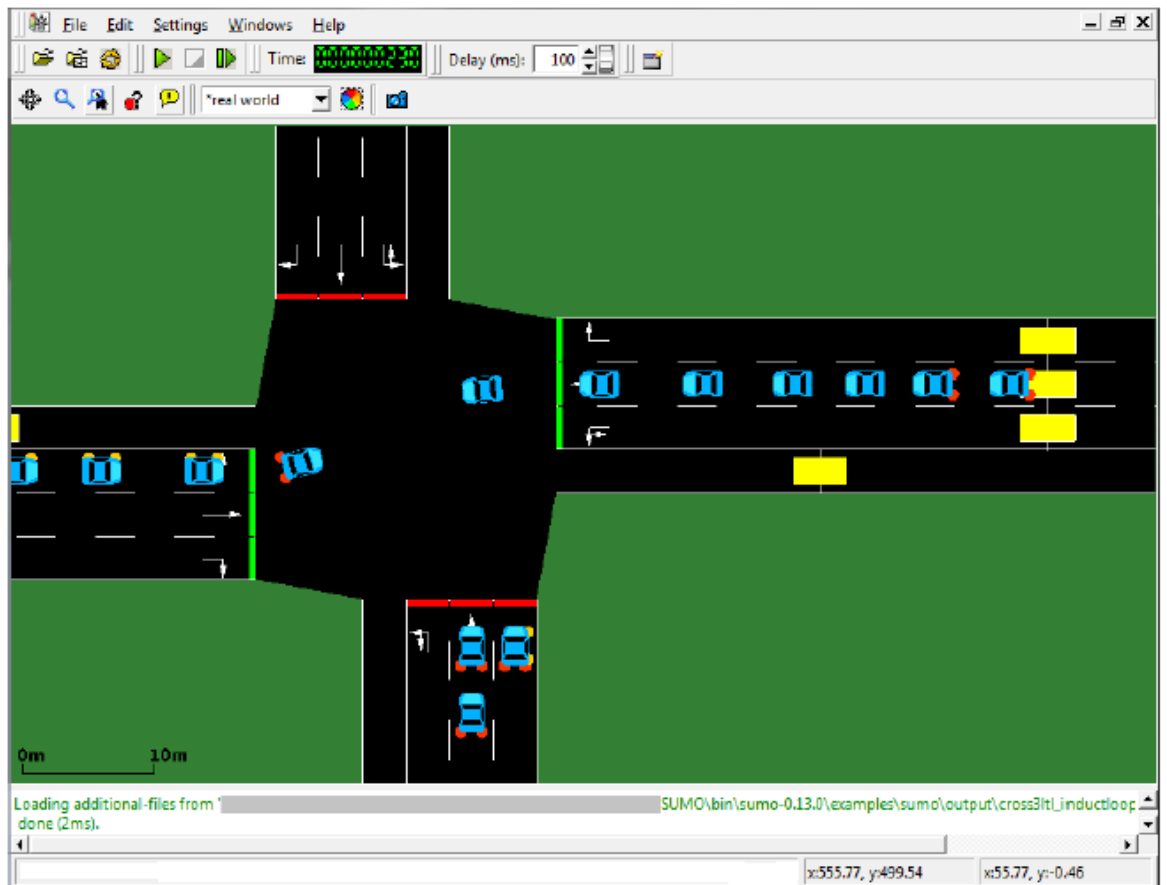 File Edit Settings Windows Help
Time: 000000230 Delay (ms): 100
*real world
0m 10m
Loading additional-files from '
SUMO\bin\sumo-0.13.0\examples\sumo\output\cross3ltl_inductloop
done (2ms).
x:555.77, y:499.54 x:55.77, y:-0.46